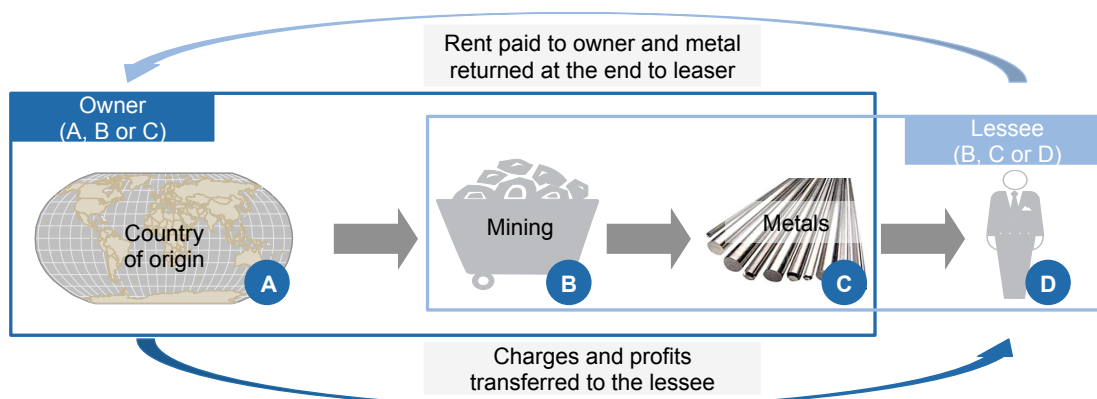 Rent paid to owner and metal
returned at the end to leaser
Owner
(A, B or C)
Lessee
(B, C or D)
Country
of origin
A
Mining
B
Metals
C
D
Charges and profits
transferred to the lessee